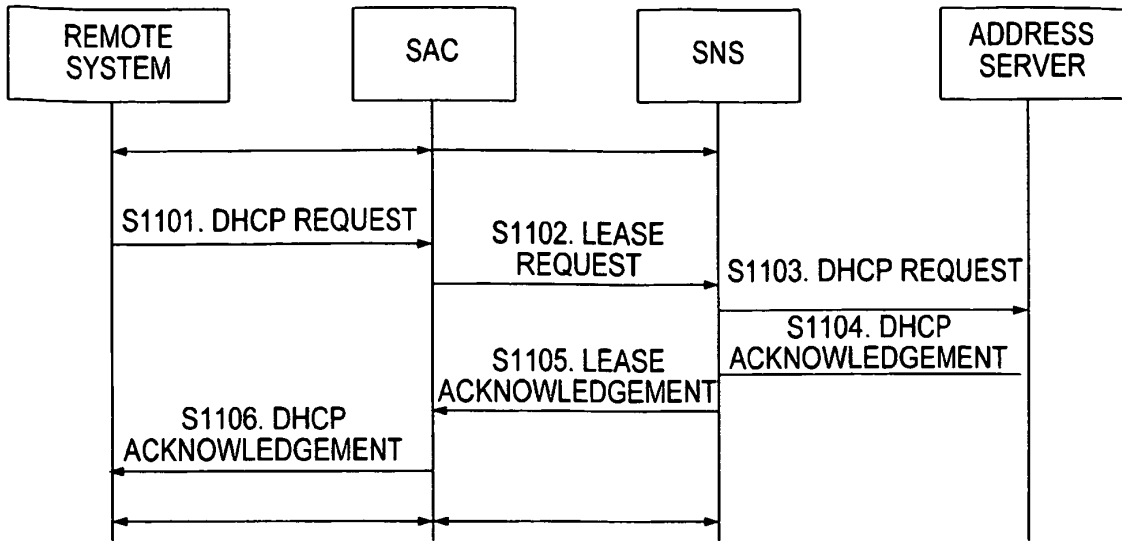 REMOTE
SYSTEM
SAC
SNS
ADDRESS
SERVER
S1101. DHCP REQUEST
S1102. LEASE
REQUEST
S1103. DHCP REQUEST
S1104. DHCP
ACKNOWLEDGEMENT
S1105. LEASE
ACKNOWLEDGEMENT
S1106. DHCP
ACKNOWLEDGEMENT